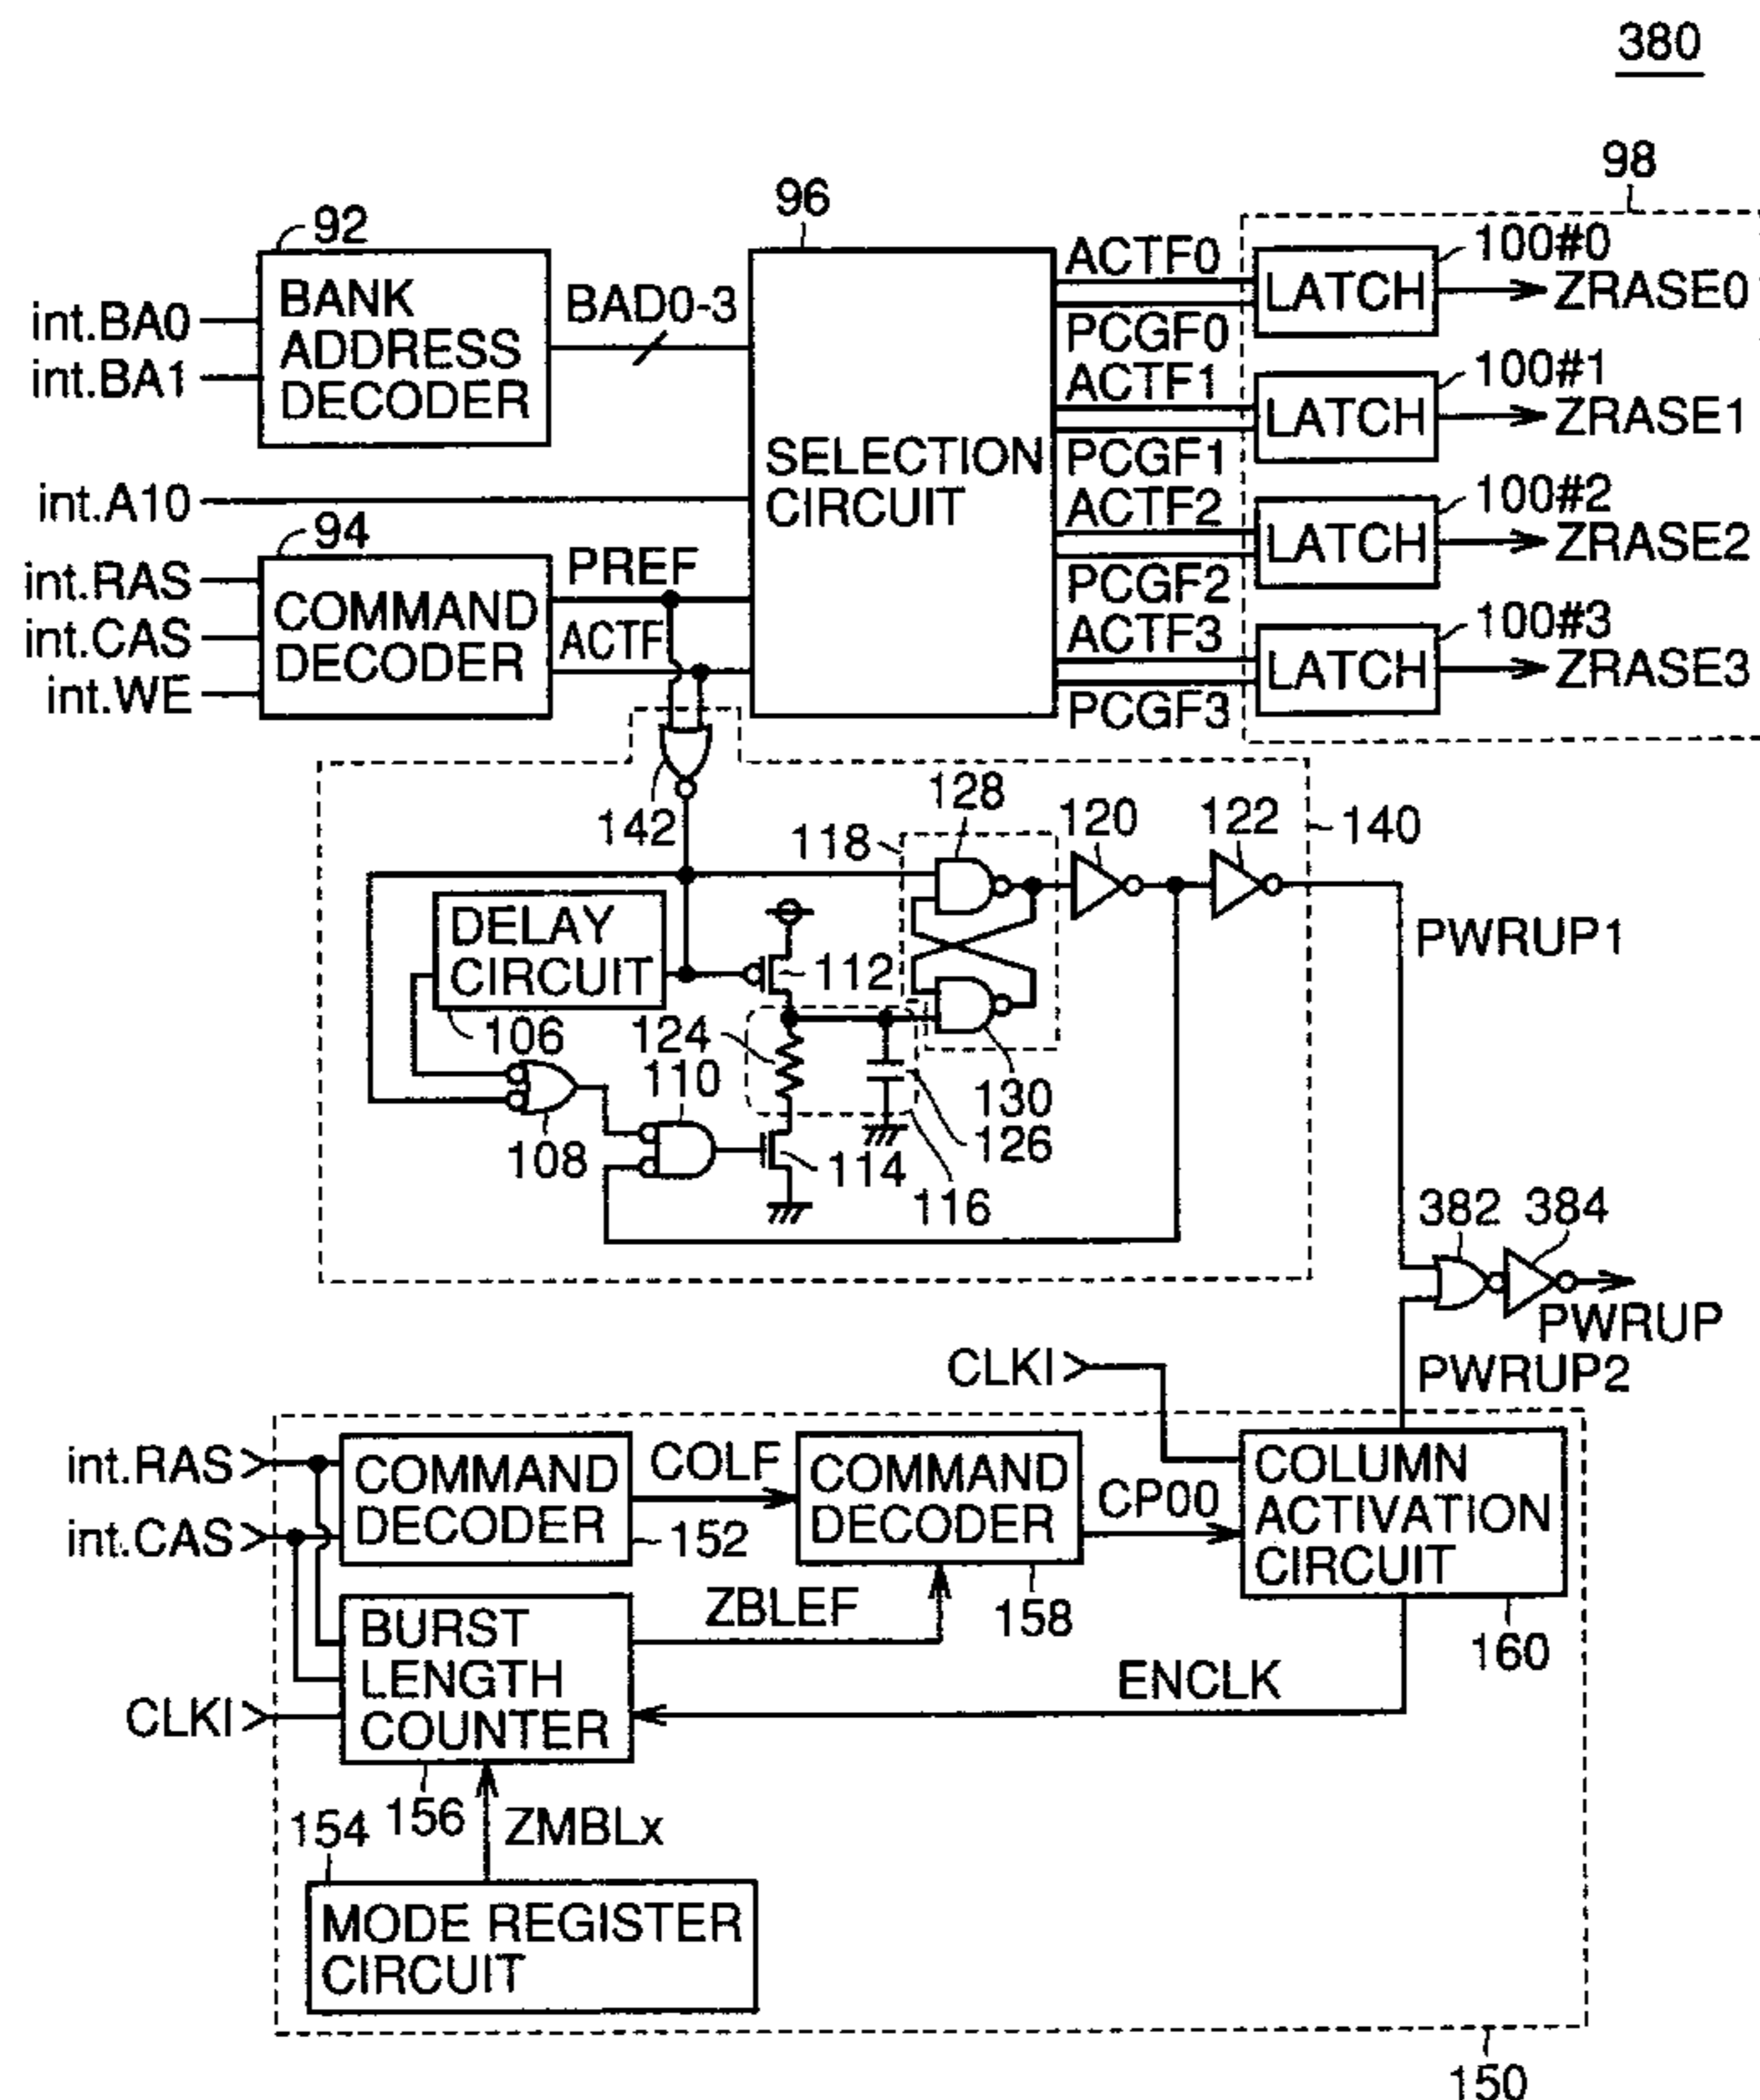 380
98
92
96
BANK
ADDRESS
DECODER
int.BA0
int.BA1
BAD0-3
SELECTION
CIRCUIT
ACTF0
PCGF0
ACTF1
PCGF1
ACTF2
PCGF2
ACTF3
PCGF3
LATCH
100#0
ZRASE0
LATCH
100#1
ZRASE1
LATCH
100#2
ZRASE2
LATCH
100#3
ZRASE3
int.A10
94
int.RAS
int.CAS
int.WE
COMMAND
DECODER
PREF
ACTF
142
118
128
120
122
140
DELAY
CIRCUIT
106
112
124
110
130
126
108
114
116
PWRUP1
382
384
PWRUP
PWRUP2
CLKI
int.RAS
int.CAS
COMMAND
DECODER
152
COLF
COMMAND
DECODER
158
CP00
COLUMN
ACTIVATION
CIRCUIT
160
BURST
LENGTH
COUNTER
ZBLEF
ENCLK
CLKI
156
154
ZMBLx
MODE REGISTER
CIRCUIT
150